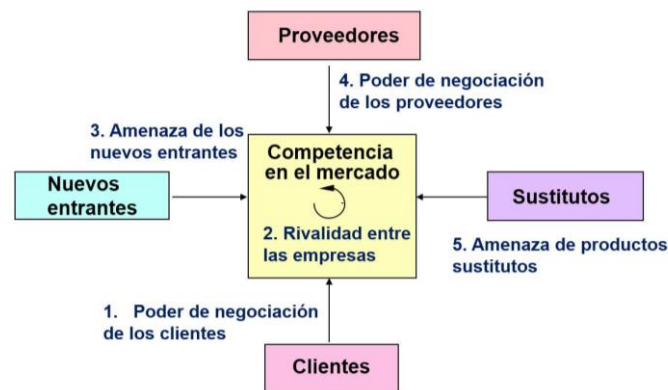 Proveedores
4. Poder de negociación
de los proveedores
3. Amenaza de los
nuevos entrantes
Competencia
en el mercado
Nuevos
entrantes
Sustitutos
2. Rivalidad entre
las empresas
5. Amenaza de productos
sustitutos
1. Poder de negociación
de los clientes
Clientes